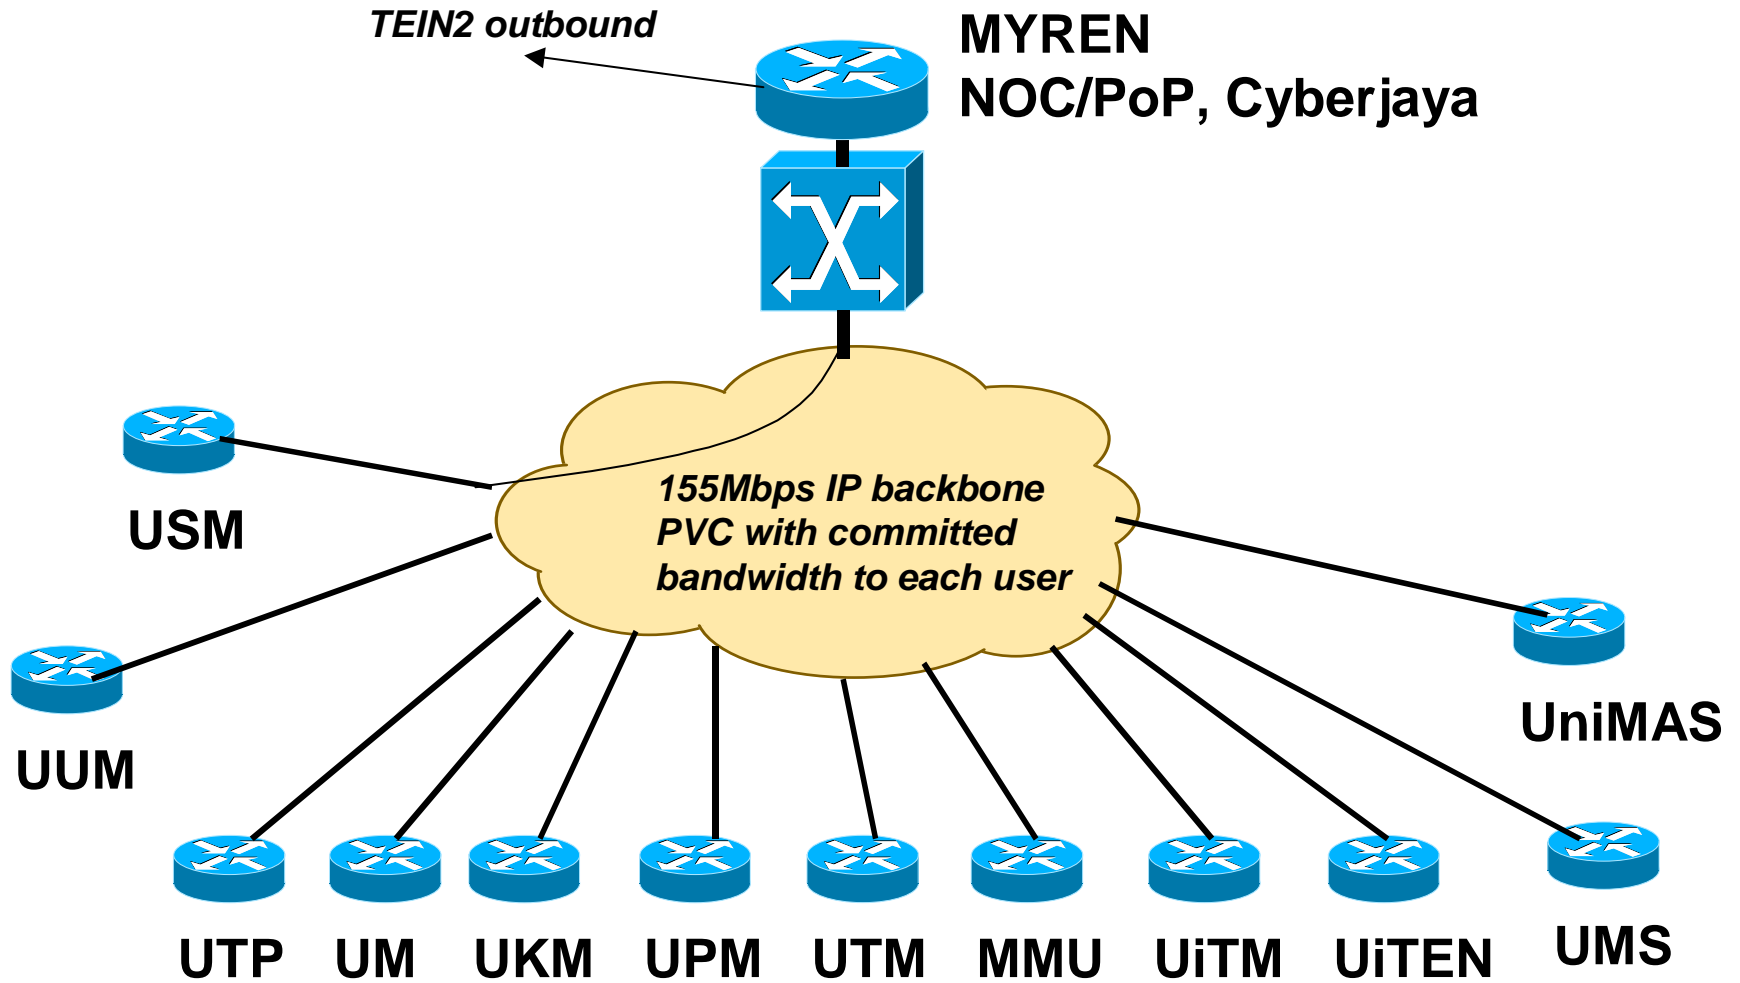 TEIN2 outbound
MYREN
NOC/PoP, Cyberjaya
155Mbps IP backbone
PVC with committed
bandwidth to each user
USM
UUM
UniMAS
UTP UM UKM UPM UTM MMU UiTM UiTEN UMS